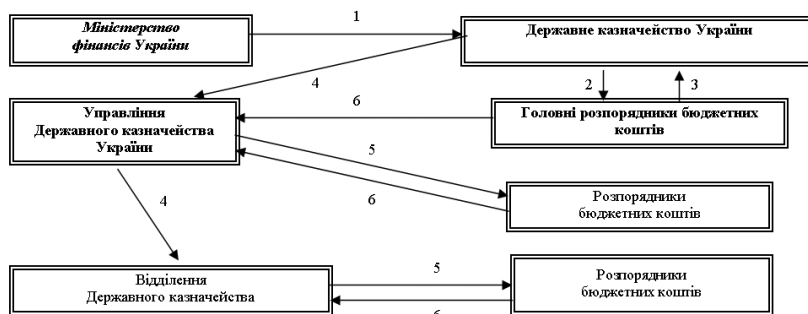 Міністерство
фінансів України
1
Державне казначейство України
4
2
3
Управління
Державного казначейства
України
6
Головні розпорядники бюджетних
коштів
5
6
Розпорядники
бюджетних коштів
4
Відділення
Державного казначейства
5
Розпорядники
бюджетних коштів
6